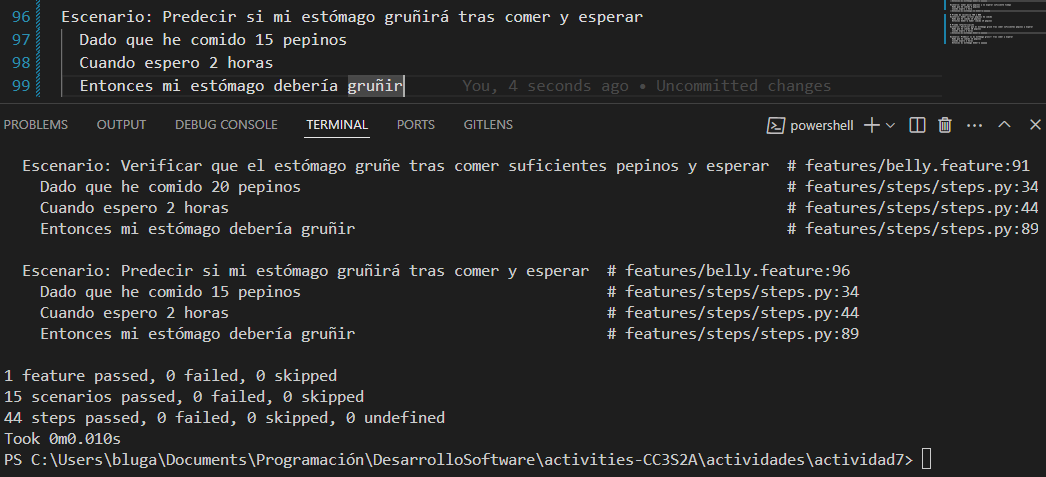 96 Escenario: Predecir si mi estómago gruñirá tras comer y esperar
97 Dado que he comido 15 pepinos
98 Cuando espero 2 horas
99 Entonces mi estómago debería gruñir You, 4 seconds ago • Uncommitted changes
PROBLEMS OUTPUT DEBUG CONSOLE TERMINAL PORTS GITLENS powershell
Escenario: Verificar que el estómago gruñe tras comer suficientes pepinos y esperar # features/belly.feature:91
Dado que he comido 20 pepinos # features/steps/steps.py:34
Cuando espero 2 horas # features/steps/steps.py:44
Entonces mi estómago debería gruñir # features/steps/steps.py:89
Escenario: Predecir si mi estómago gruñirá tras comer y esperar # features/belly.feature:96
Dado que he comido 15 pepinos # features/steps/steps.py:34
Cuando espero 2 horas # features/steps/steps.py:44
Entonces mi estómago debería gruñir # features/steps/steps.py:89
1 feature passed, 0 failed, 0 skipped
15 scenarios passed, 0 failed, 0 skipped
44 steps passed, 0 failed, 0 skipped, 0 undefined
Took 0m0.010s
PS C:\Users\bluga\Documents\Programación\DesarrolloSoftware\activities-CC3S2A\actividades\actividad7>